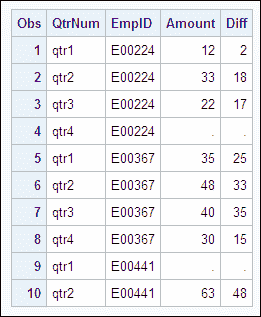 Obs QtrNum EmpID Amount Diff
1 qtr1 E00224 12 2
2 qtr2 E00224 33 18
3 qtr3 E00224 22 17
4 qtr4 E00224 . .
5 qtr1 E00367 35 25
6 qtr2 E00367 48 33
7 qtr3 E00367 40 35
8 qtr4 E00367 30 15
9 qtr1 E00441 . .
10 qtr2 E00441 63 48